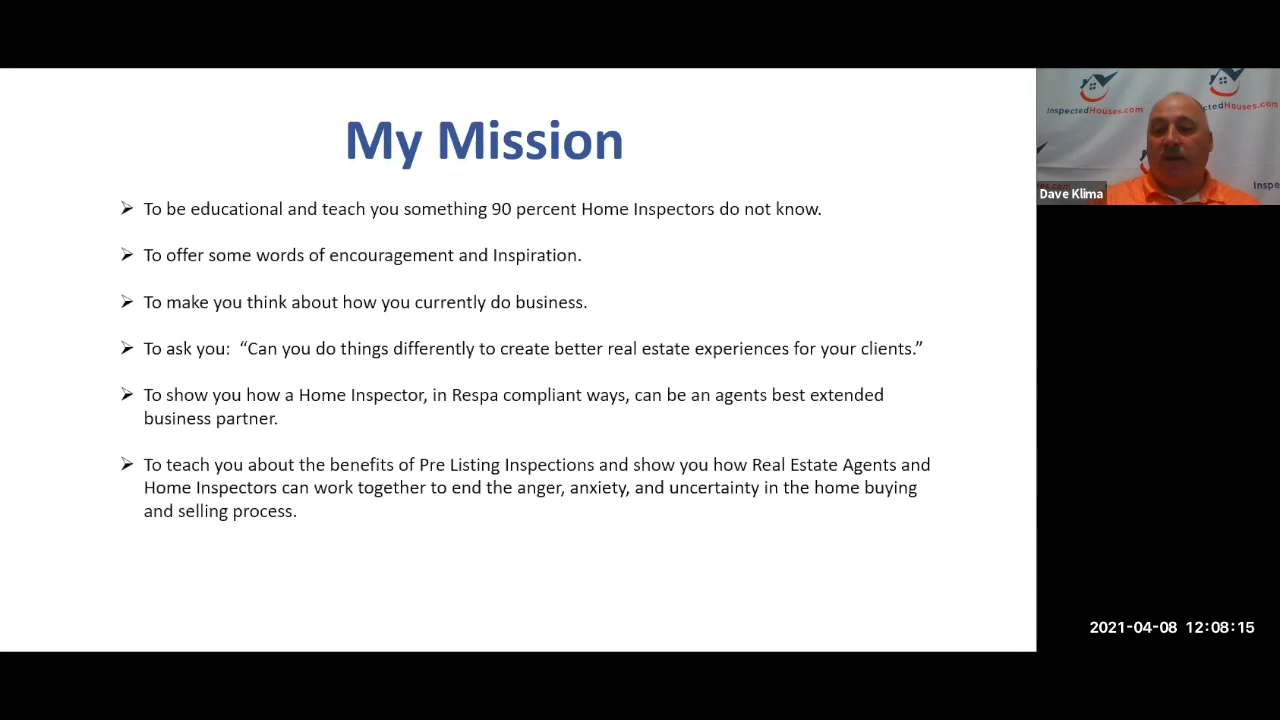 My Mission
To be educational and teach you something 90 percent Home Inspectors do not know.
To offer some words of encouragement and Inspiration.
To make you think about how you currently do business.
To ask you: “Can you do things differently to create better real estate experiences for your clients.”
To show you how a Home Inspector, in Respa compliant ways, can be an agents best extended
business partner.
To teach you about the benefits of Pre Listing Inspections and show you how Real Estate Agents and
Home Inspectors can work together to end the anger, anxiety, and uncertainty in the home buying
and selling process.
InspectedHouses.com
ctedHouses.com
Inspe
Dave Klima
2021-04-08 12:08:15